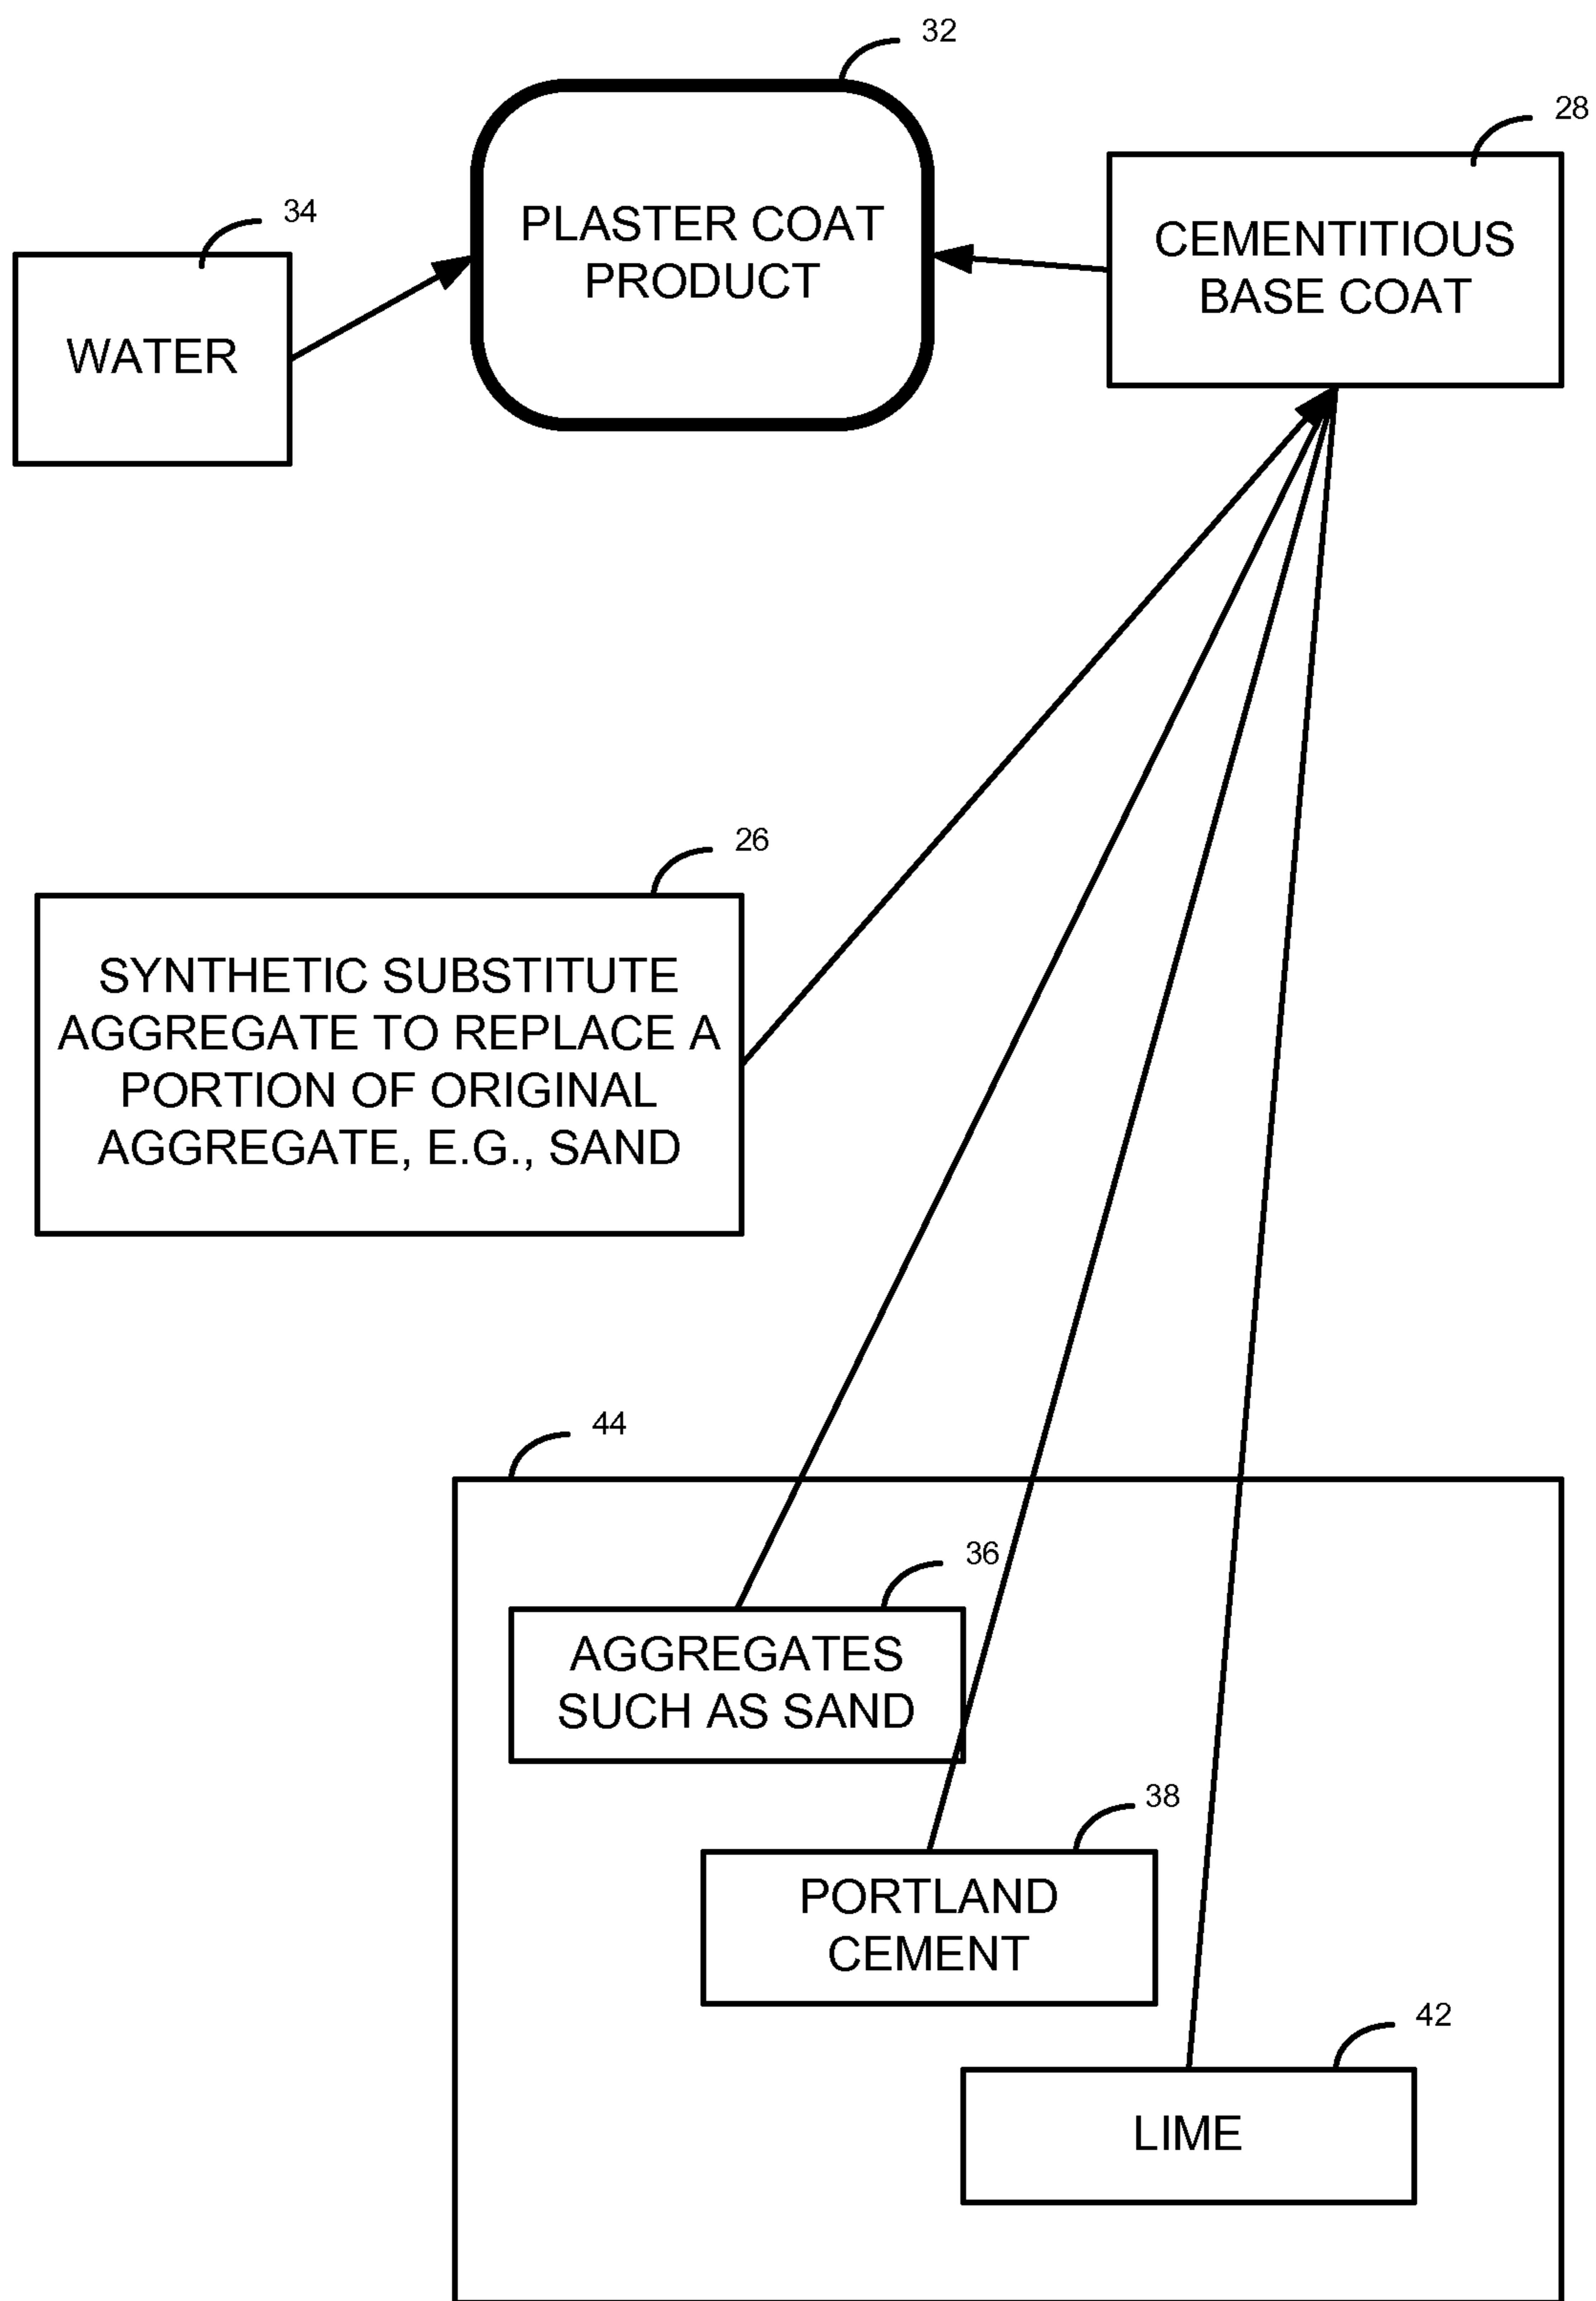 32
28
34
PLASTER COAT
PRODUCT
CEMENTITIOUS
BASE COAT
WATER
26
SYNTHETIC SUBSTITUTE
AGGREGATE TO REPLACE A
PORTION OF ORIGINAL
AGGREGATE, E.G., SAND
44
36
AGGREGATES
SUCH AS SAND
38
PORTLAND
CEMENT
42
LIME